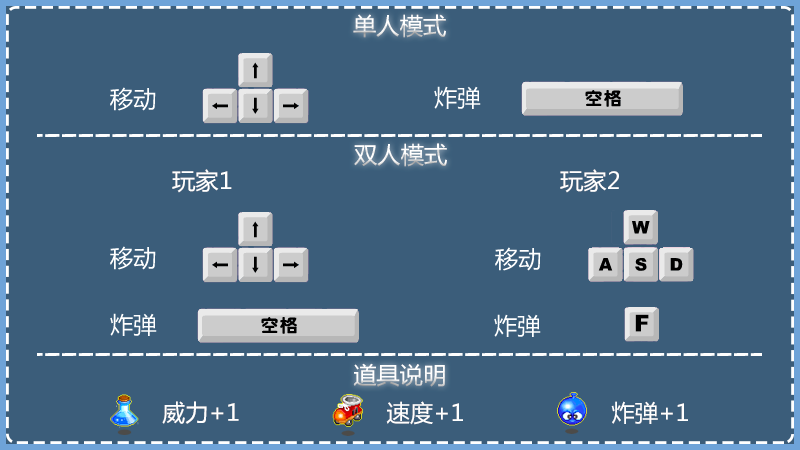 单人模式
移动 ↑ 炸弹 空格
← ↓ →
双人模式
玩家1 玩家2
移动 ↑ 移动 W
← ↓ → A S D
炸弹 空格 炸弹 F
道具说明
威力+1 速度+1 炸弹+1